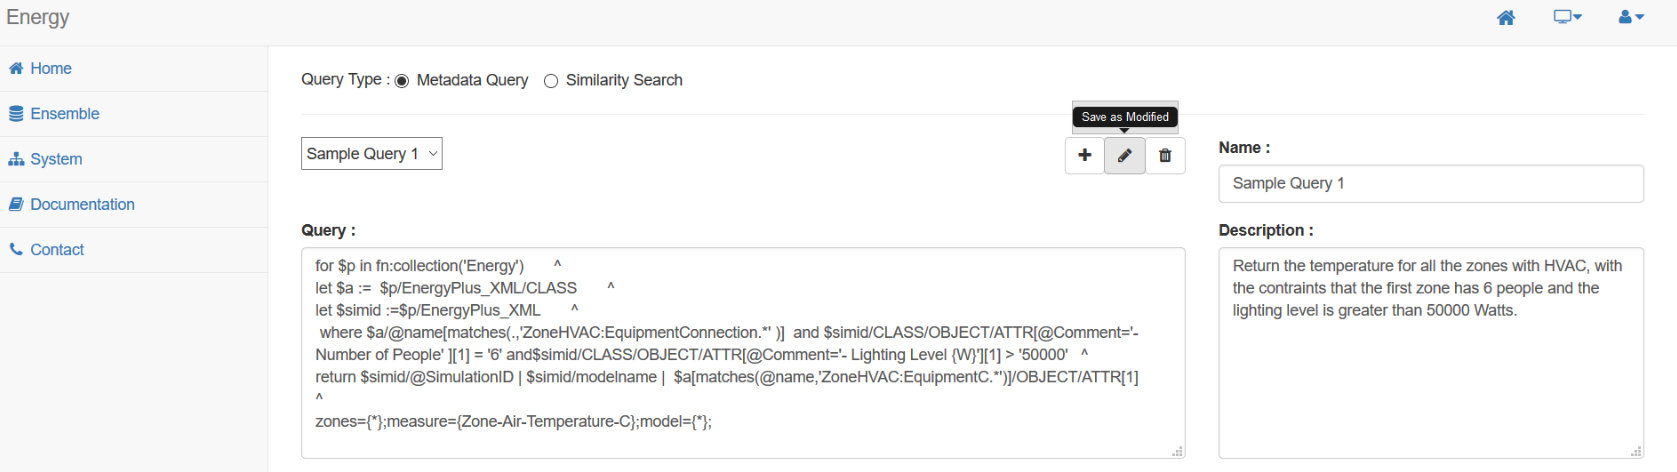 Energy
Home
Ensemble
System
Documentation
Contact
Query Type : Metadata Query Similarity Search
Save as Modified
Sample Query 1
Name :
Sample Query 1
Query :
for $p in fn:collection('Energy') ^
let $a := $p/EnergyPlus_XML/CLASS ^
let $simid :=$p/EnergyPlus_XML ^
where $a/@name[matches(.,'ZoneHVAC:EquipmentConnection.*' )] and $simid/CLASS/OBJECT/ATTR[@Comment='-
Number of People' ][1] = '6' and$simid/CLASS/OBJECT/ATTR[@Comment='- Lighting Level {W}'][1] > '50000' ^
return $simid/@SimulationID | $simid/modelname | $a[matches(@name,'ZoneHVAC:EquipmentC.*')]/OBJECT/ATTR[1]
^
zones={*};measure={Zone-Air-Temperature-C};model={*};
Description :
Return the temperature for all the zones with HVAC, with
the contraints that the first zone has 6 people and the
lighting level is greater than 50000 Watts.